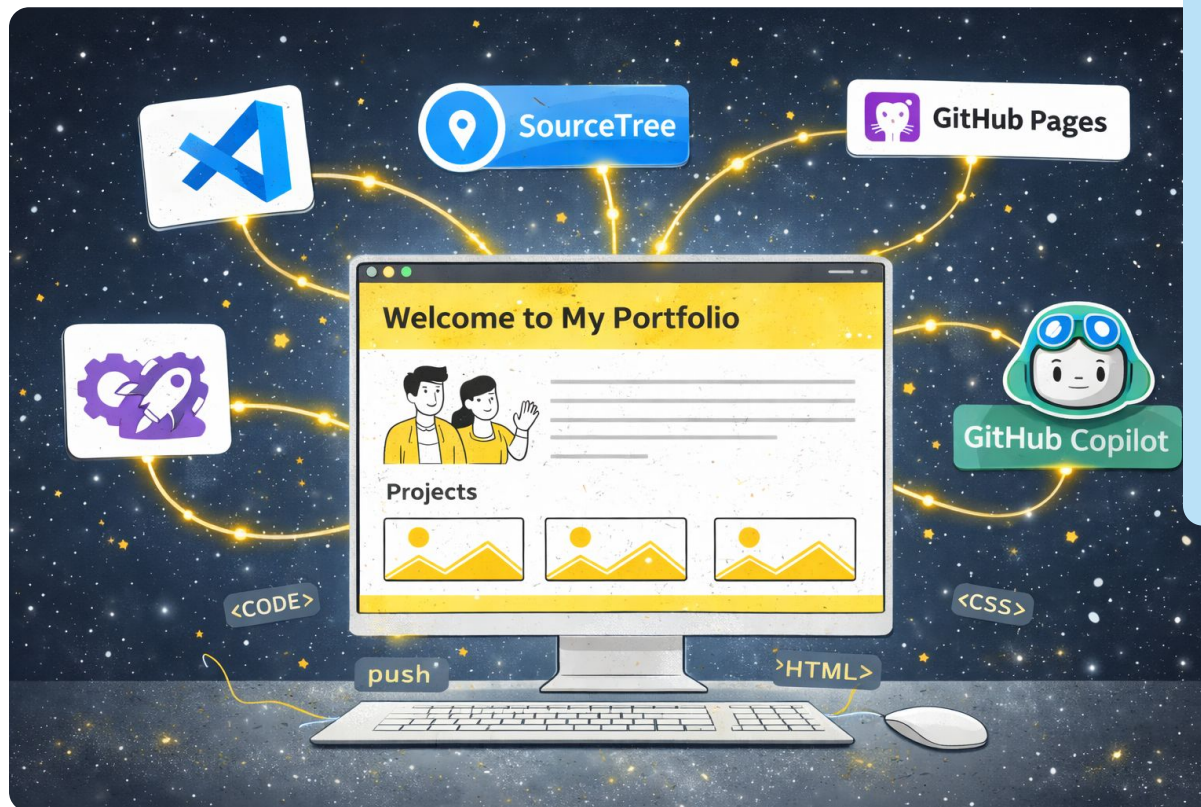 SourceTree
GitHub Pages
Welcome to My Portfolio
GitHub Copilot
Projects
<CODE>
<CSS>
push
>HTML>